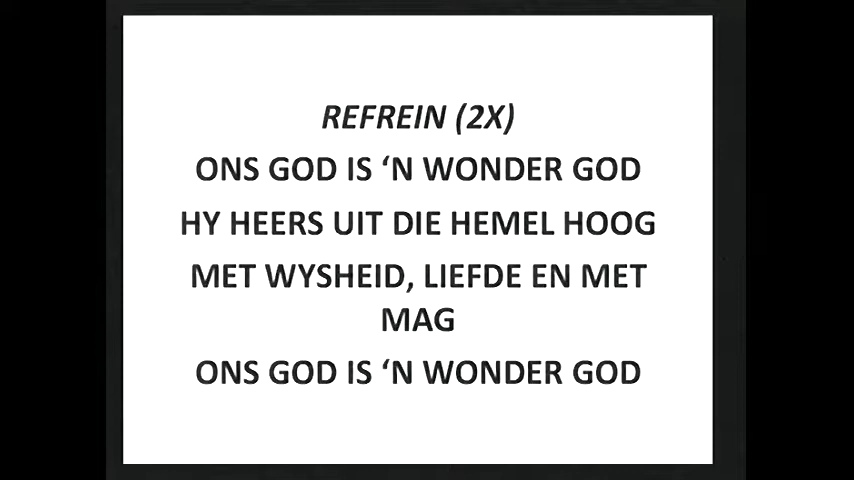 REFREIN (2X)
ONS GOD IS ‘N WONDER GOD
HY HEERS UIT DIE HEMEL HOOG
MET WYSHEID, LIEFDE EN MET
MAG
ONS GOD IS ‘N WONDER GOD